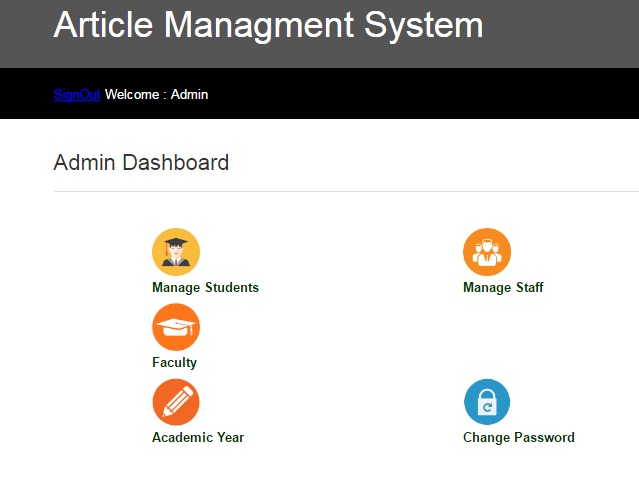 Article Managment System
SignOut Welcome : Admin
Admin Dashboard
Manage Students
Manage Staff
Faculty
Academic Year
Change Password